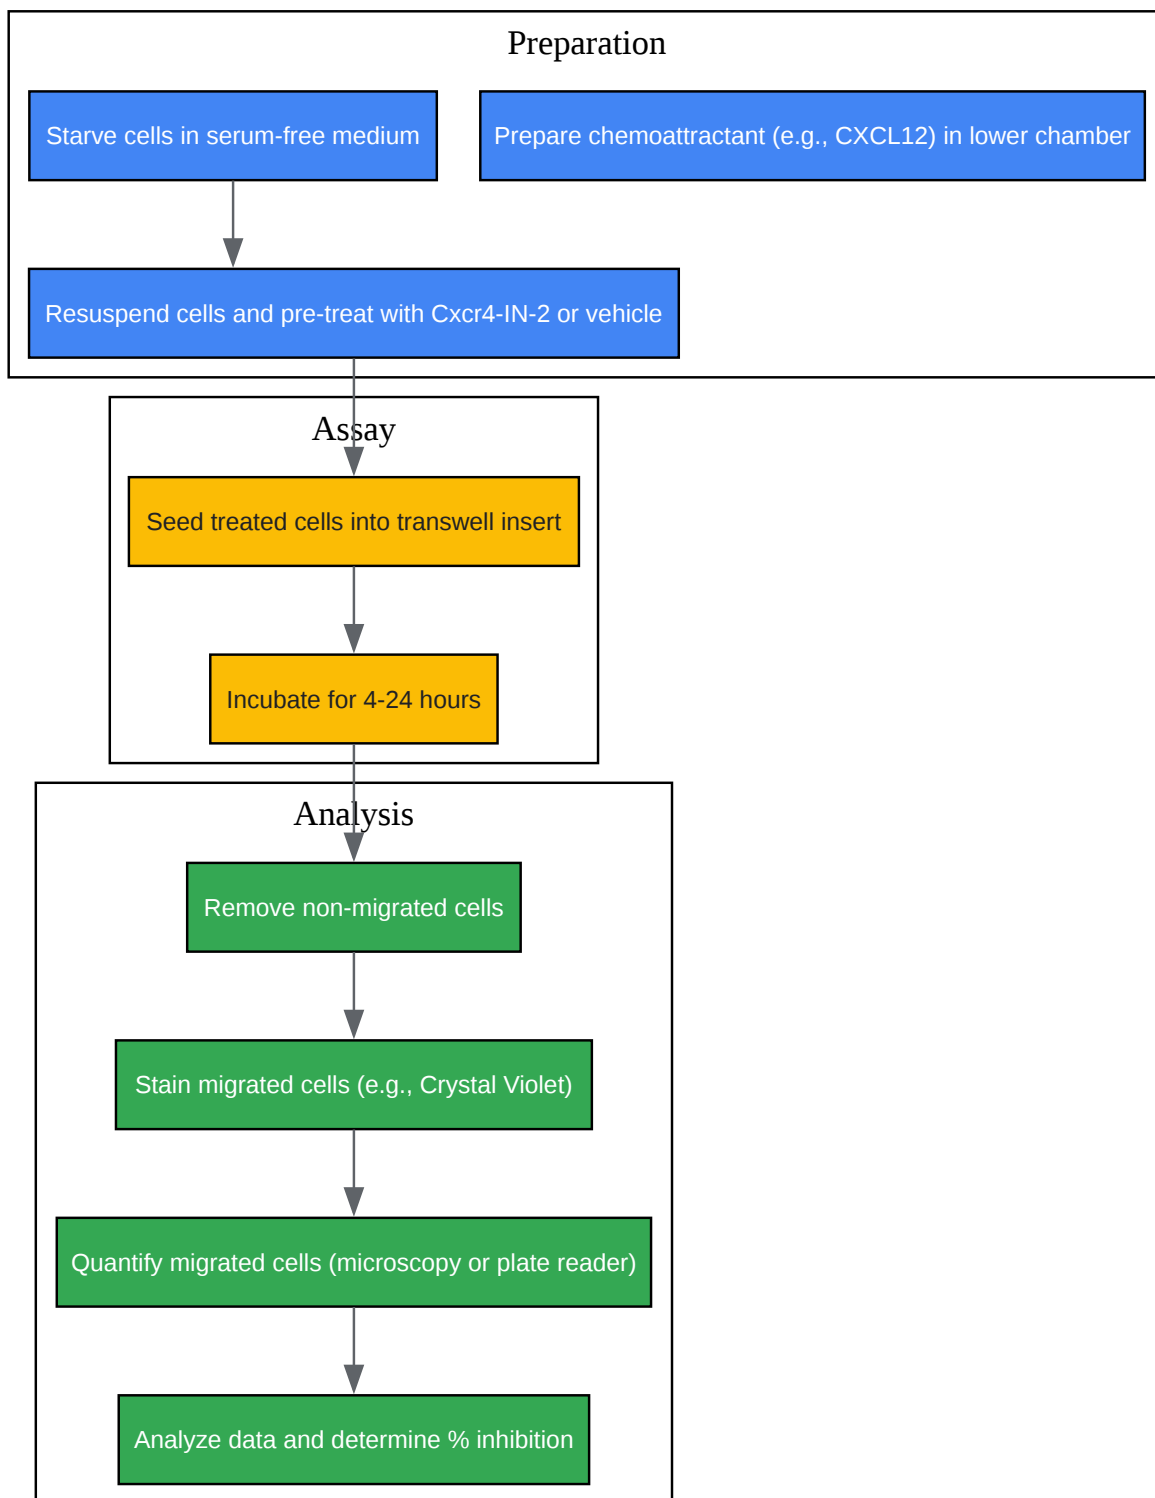 Preparation
Starve cells in serum-free medium
Prepare chemoattractant (e.g., CXCL12) in lower chamber
Resuspend cells and pre-treat with Cxcr4-IN-2 or vehicle
Assay
Seed treated cells into transwell insert
Incubate for 4-24 hours
Analysis
Remove non-migrated cells
Stain migrated cells (e.g., Crystal Violet)
Quantify migrated cells (microscopy or plate reader)
Analyze data and determine % inhibition